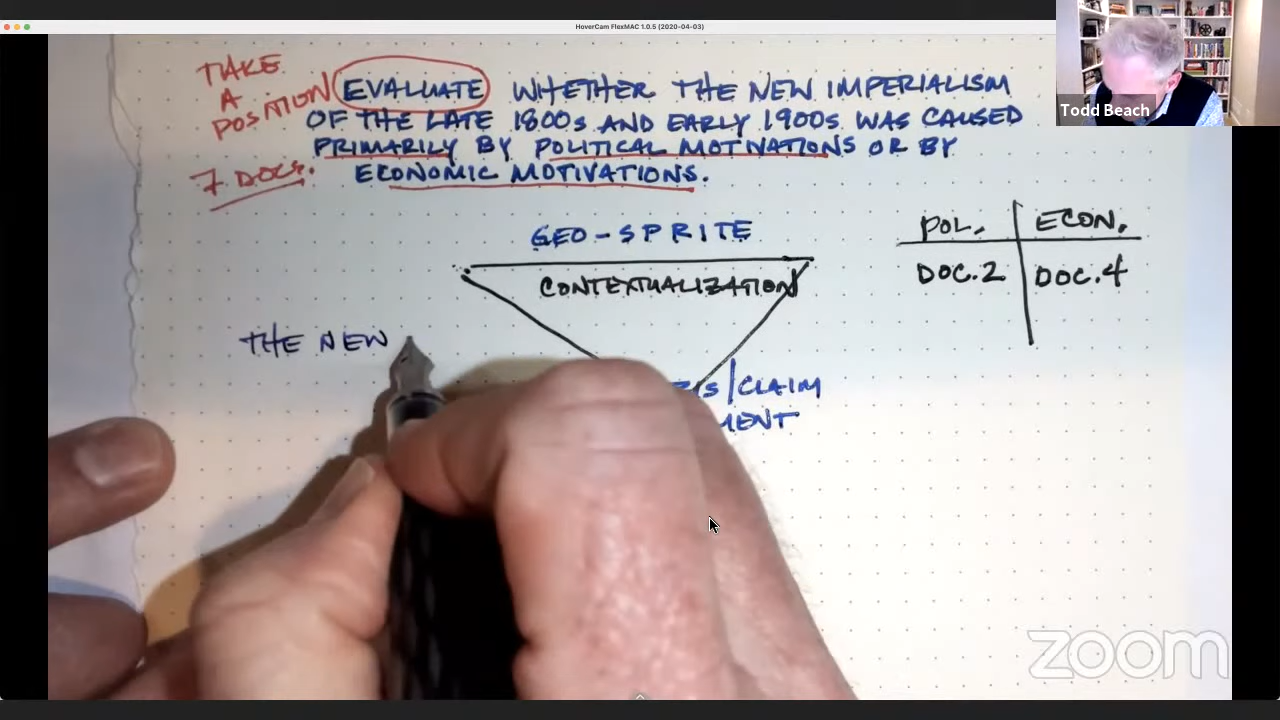 HoverCam FlexMAC 1.0.5 (2020-04-03)
Todd Beach
TAKE
A
POSITION
EVALUATE WHETHER THE NEW IMPERIALISM
OF THE LATE 1800s AND EARLY 1900s WAS CAUSED
PRIMARILY BY POLITICAL MOTIVATIONS OR BY
ECONOMIC MOTIVATIONS.
7 DOCS.
GEO-SPRITE
CONTEXTUALIZATION
POL. ECON.
DOC.2 DOC.4
THE NEW
/CLAIM
zoom